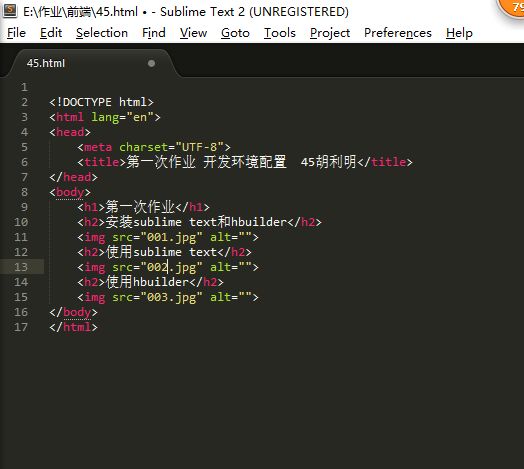 E:\作业\前端\45.html • - Sublime Text 2 (UNREGISTERED)
79
File Edit Selection Find View Goto Tools Project Preferences Help
45.html
1
2 <!DOCTYPE html>
3 <html lang="en">
4 <head>
5 <meta charset="UTF-8">
6 <title>第一次作业 开发环境配置  45胡利明</title>
7 </head>
8 <body>
9 <h1>第一次作业</h1>
10 <h2>安装sublime text和hbuilder</h2>
11 <img src="001.jpg" alt="">
12 <h2>使用sublime text</h2>
13 <img src="002.jpg" alt="">
14 <h2>使用hbuilder</h2>
15 <img src="003.jpg" alt="">
16 </body>
17 </html>